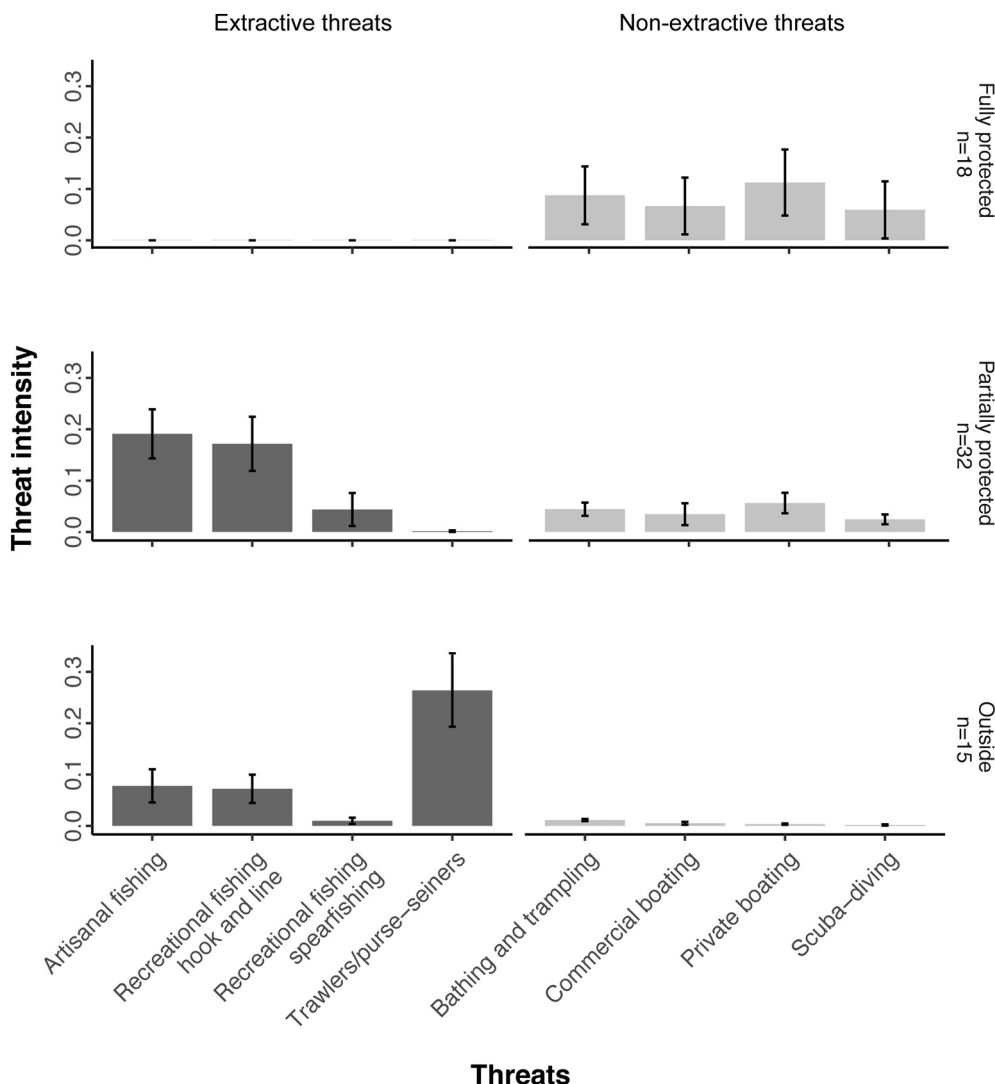 Extractive threats
Non-extractive threats
0.3
0.2
0.1
0.0
Fully protected
n=18
Threat intensity
0.3
0.2
0.1
0.0
Partially protected
n=32
0.3
0.2
0.1
0.0
Outside
n=15
Artisanal fishing
Recreational fishing
hook and line
Recreational fishing
spearfishing
Trawlers/purse−seiners
Bathing and trampling
Commercial boating
Private boating
Scuba−diving
Threats